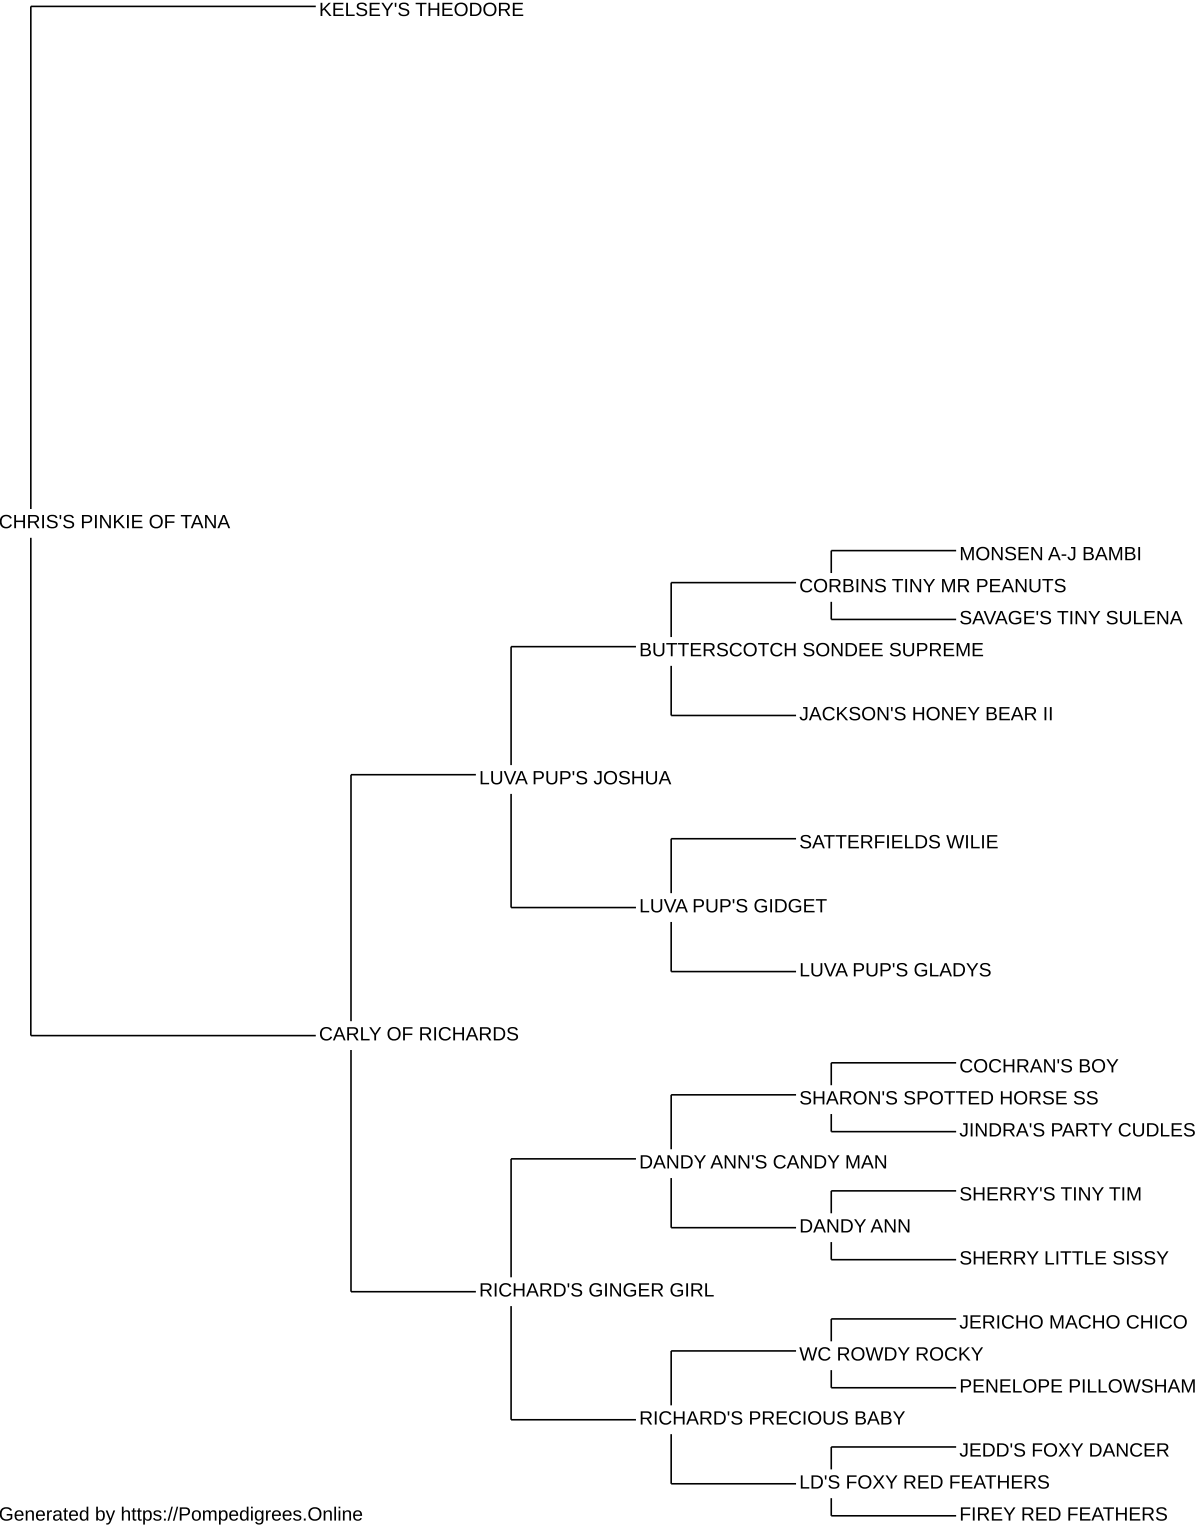 KELSEY'S THEODORE
CHRIS'S PINKIE OF TANA
MONSEN A-J BAMBI
CORBINS TINY MR PEANUTS
SAVAGE'S TINY SULENA
BUTTERSCOTCH SONDEE SUPREME
JACKSON'S HONEY BEAR II
LUVA PUP'S JOSHUA
SATTERFIELDS WILIE
LUVA PUP'S GIDGET
LUVA PUP'S GLADYS
CARLY OF RICHARDS
COCHRAN'S BOY
SHARON'S SPOTTED HORSE SS
JINDRA'S PARTY CUDLES
DANDY ANN'S CANDY MAN
SHERRY'S TINY TIM
DANDY ANN
SHERRY LITTLE SISSY
RICHARD'S GINGER GIRL
JERICHO MACHO CHICO
WC ROWDY ROCKY
PENELOPE PILLOWSHAM
RICHARD'S PRECIOUS BABY
JEDD'S FOXY DANCER
LD'S FOXY RED FEATHERS
FIREY RED FEATHERS
Generated by https://Pompedigrees.Online